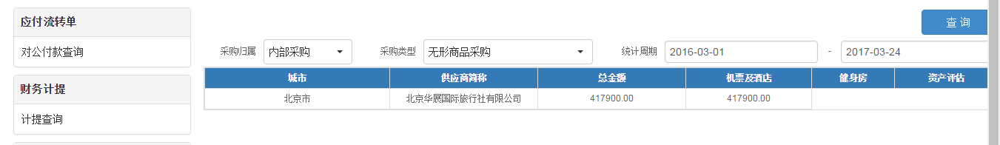 应付流转单
对公付款查询
财务计提
计提查询
查 询
采购归属 内部采购 采购类型 无形商品采购 统计周期 2016-03-01 - 2017-03-24
城市 供应商简称 总金额 机票及酒店 健身房 资产评估
北京市 北京华展国际旅行社有限公司 417900.00 417900.00